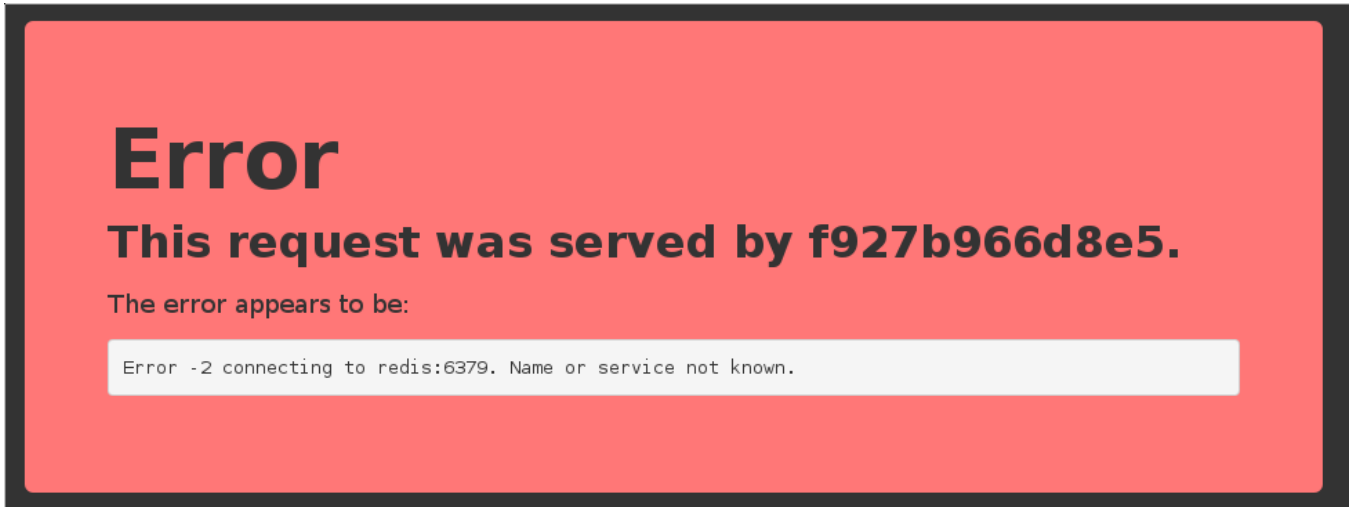 Error
This request was served by f927b966d8e5.
The error appears to be:
Error -2 connecting to redis:6379. Name or service not known.